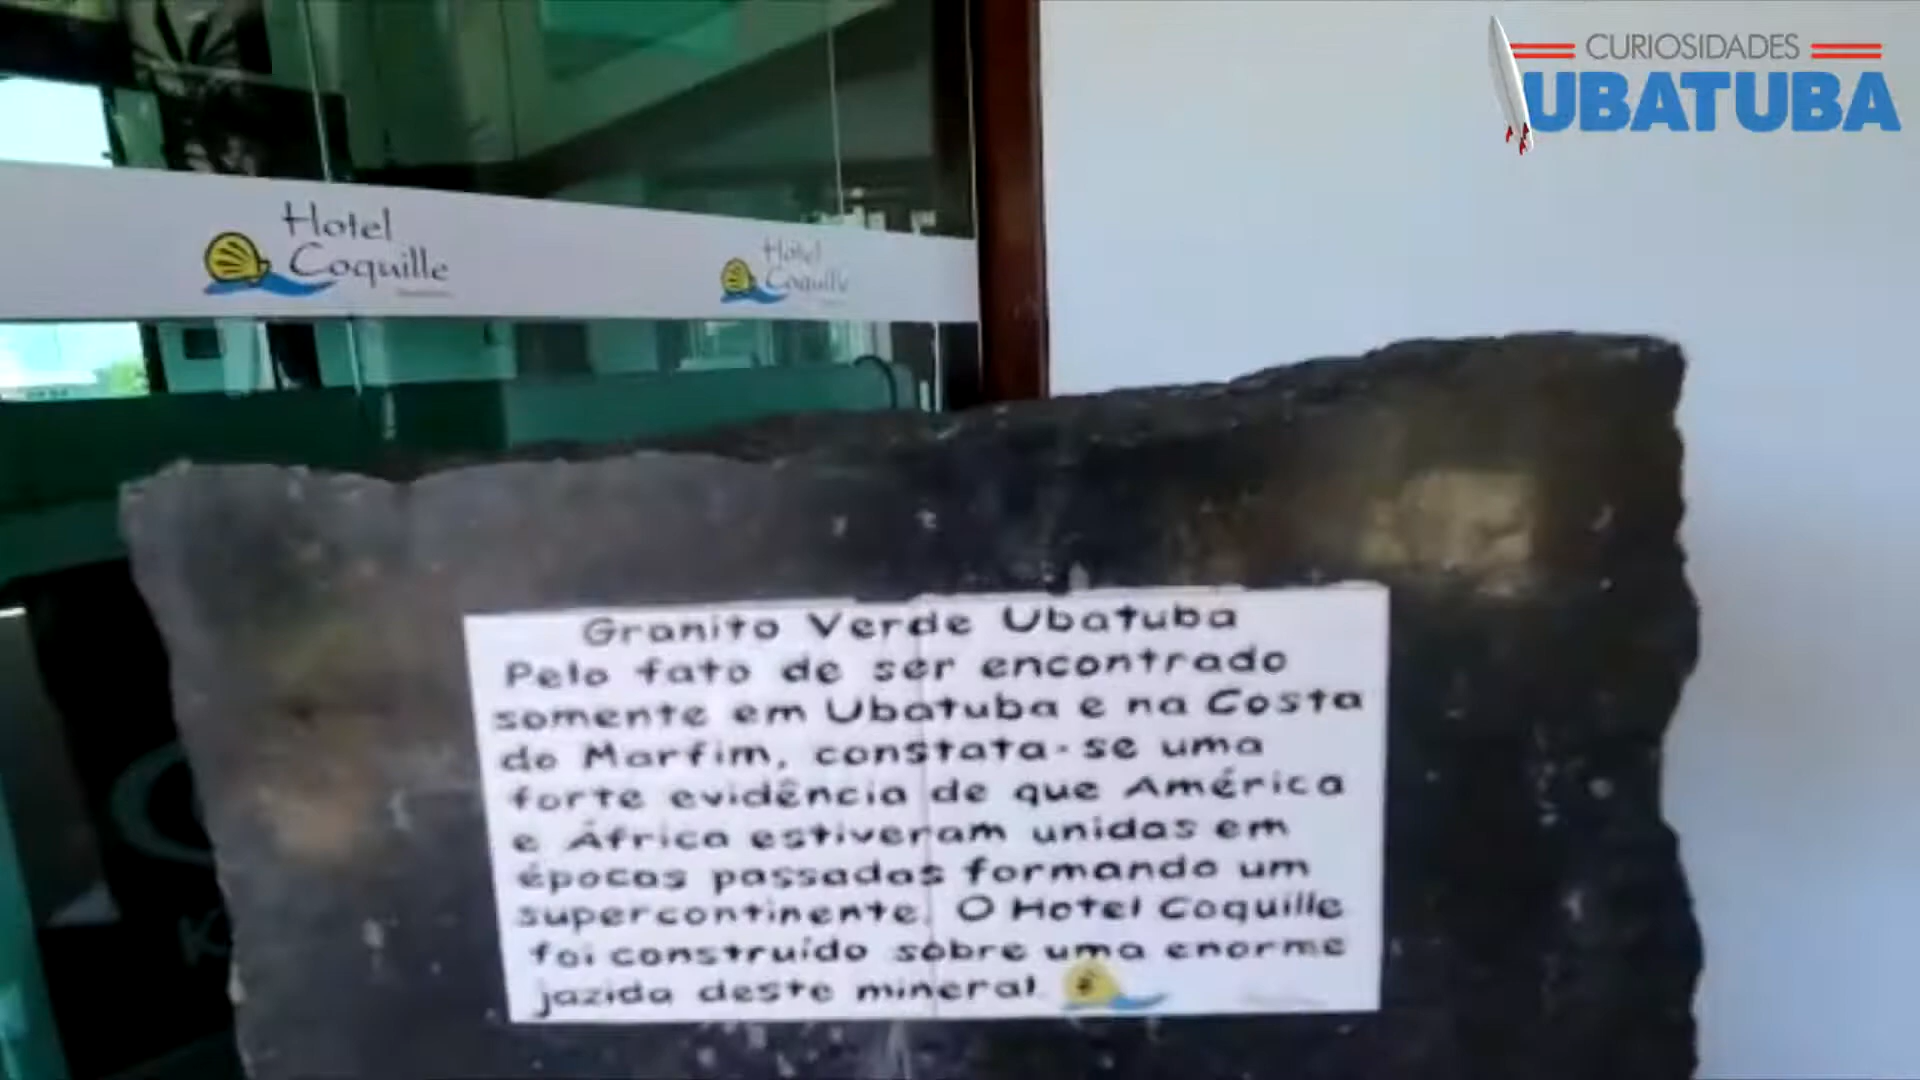 CURIOSIDADES
UBATUBA
Hotel
Coquille
Hotel
Coquille
Granito Verde Ubatuba
Pelo fato de ser encontrado
somente em Ubatuba e na Costa
do Marfim, constata-se uma
forte evidência de que América
e África estiveram unidas em
épocas passadas formando um
supercontinente. O Hotel Coquille
foi construído sobre uma enorme
jazida deste mineral